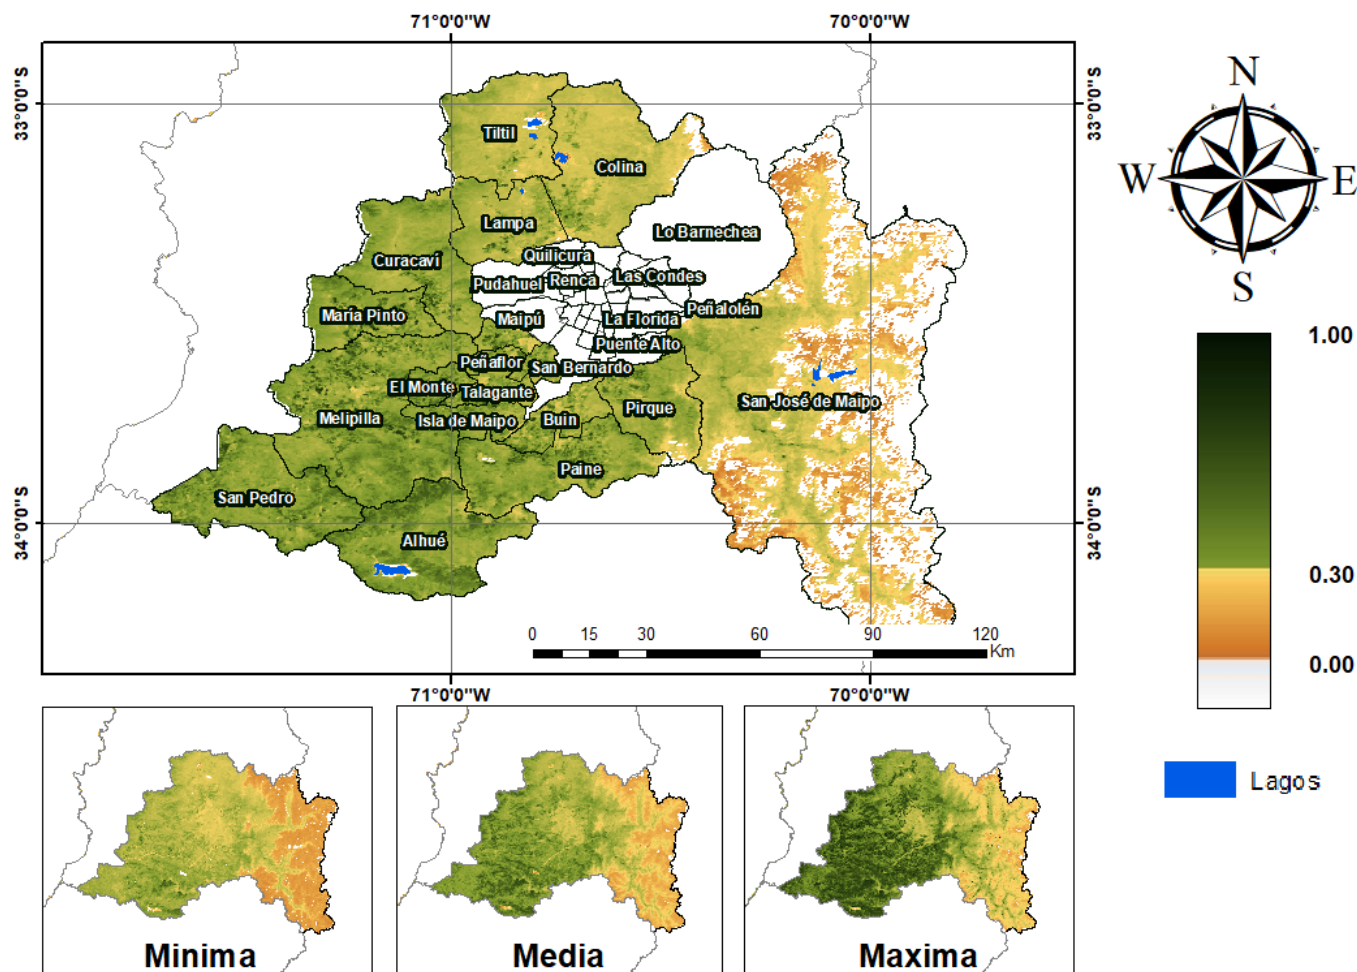 71°0'0"W
70°0'0"W
33°0'0"S
33°0'0"S
N
W
E
S
Tiltil
Colina
Lampa
Lo Barnechea
Quilicura
Curacaví
Pudahuel
Renca
Las Condes
María Pinto
Maipú
La Florida
Peñalolén
Puente Alto
Peñaflor
San Bernardo
El Monte
Talagante
San José de Maipo
Melipilla
Isla de Maipo
Buin
Pirque
Paine
San Pedro
Alhué
34°0'0"S
34°0'0"S
0 15 30 60 90 120
Km
71°0'0"W
70°0'0"W
1.00
0.30
0.00
Lagos
Minima
Media
Maxima